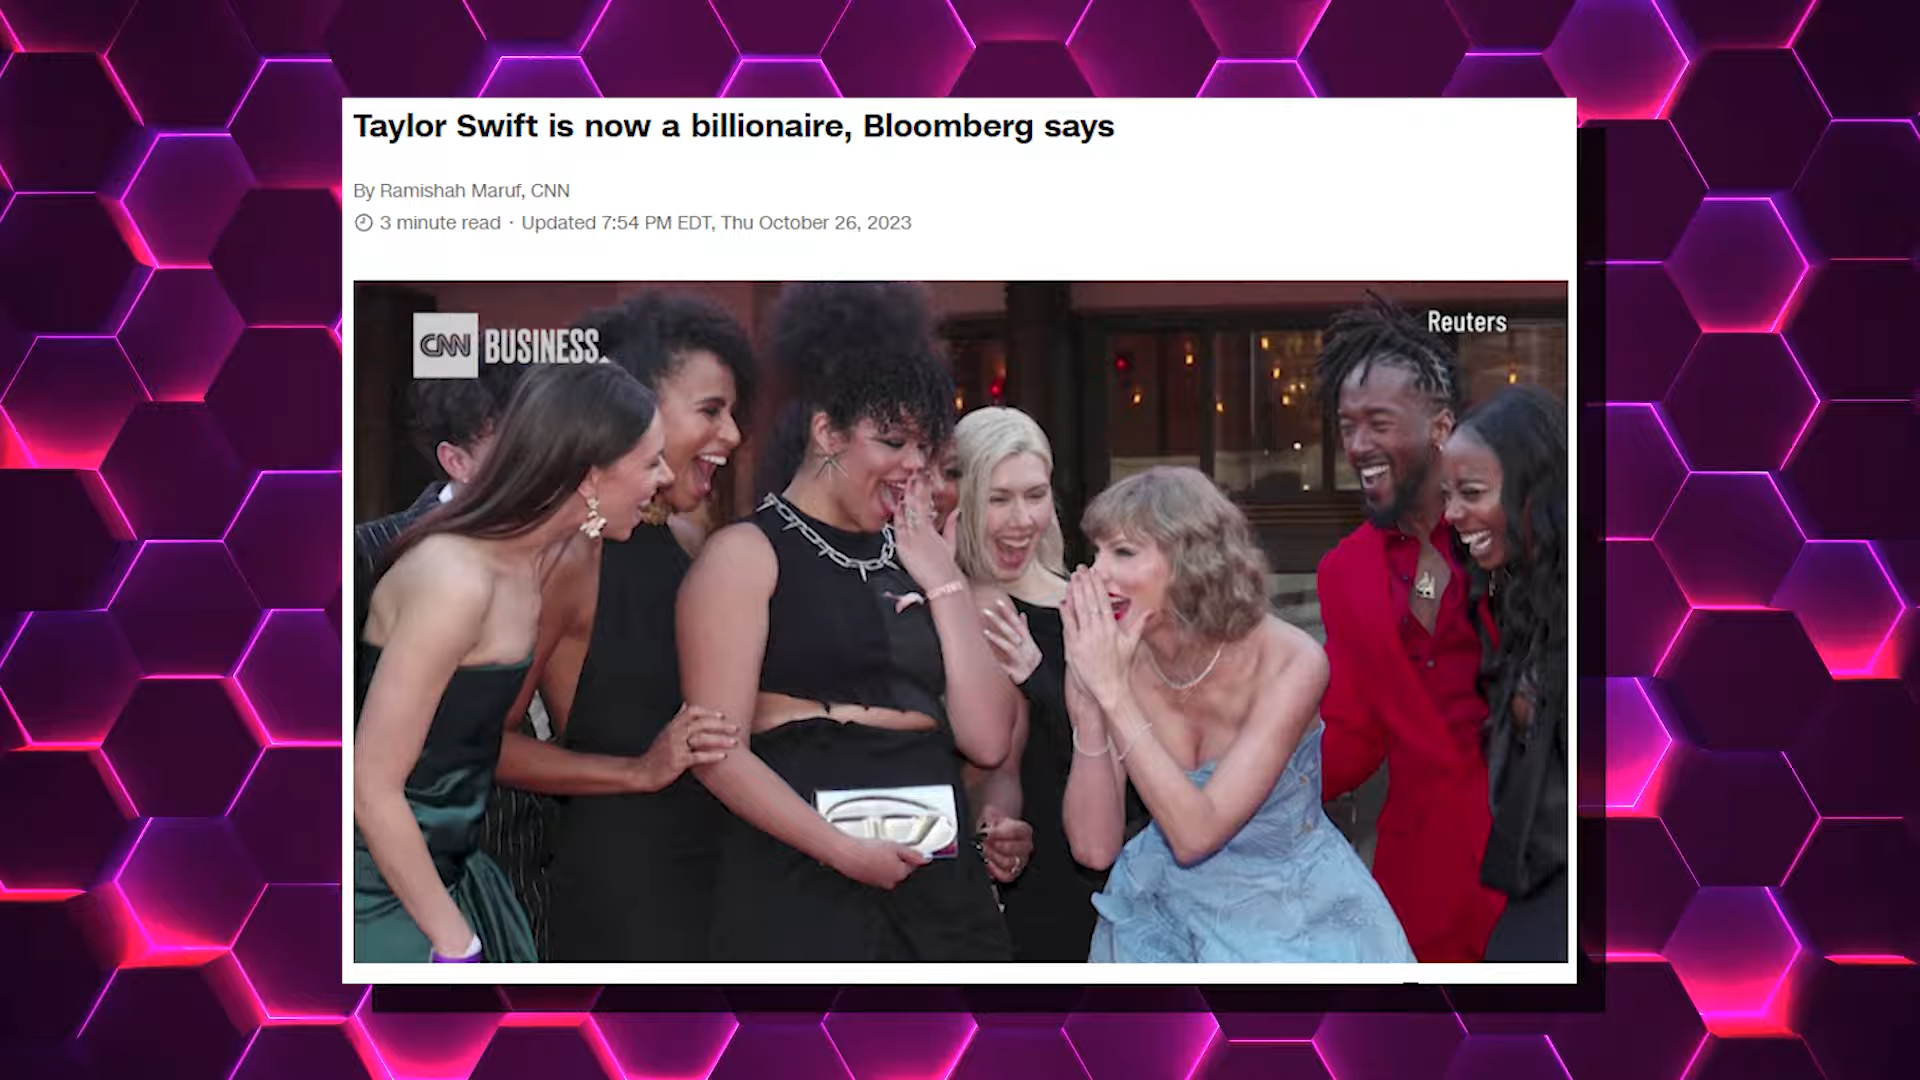 Taylor Swift is now a billionaire, Bloomberg says
By Ramishah Maruf, CNN
3 minute read · Updated 7:54 PM EDT, Thu October 26, 2023
CNN BUSINESS
Reuters